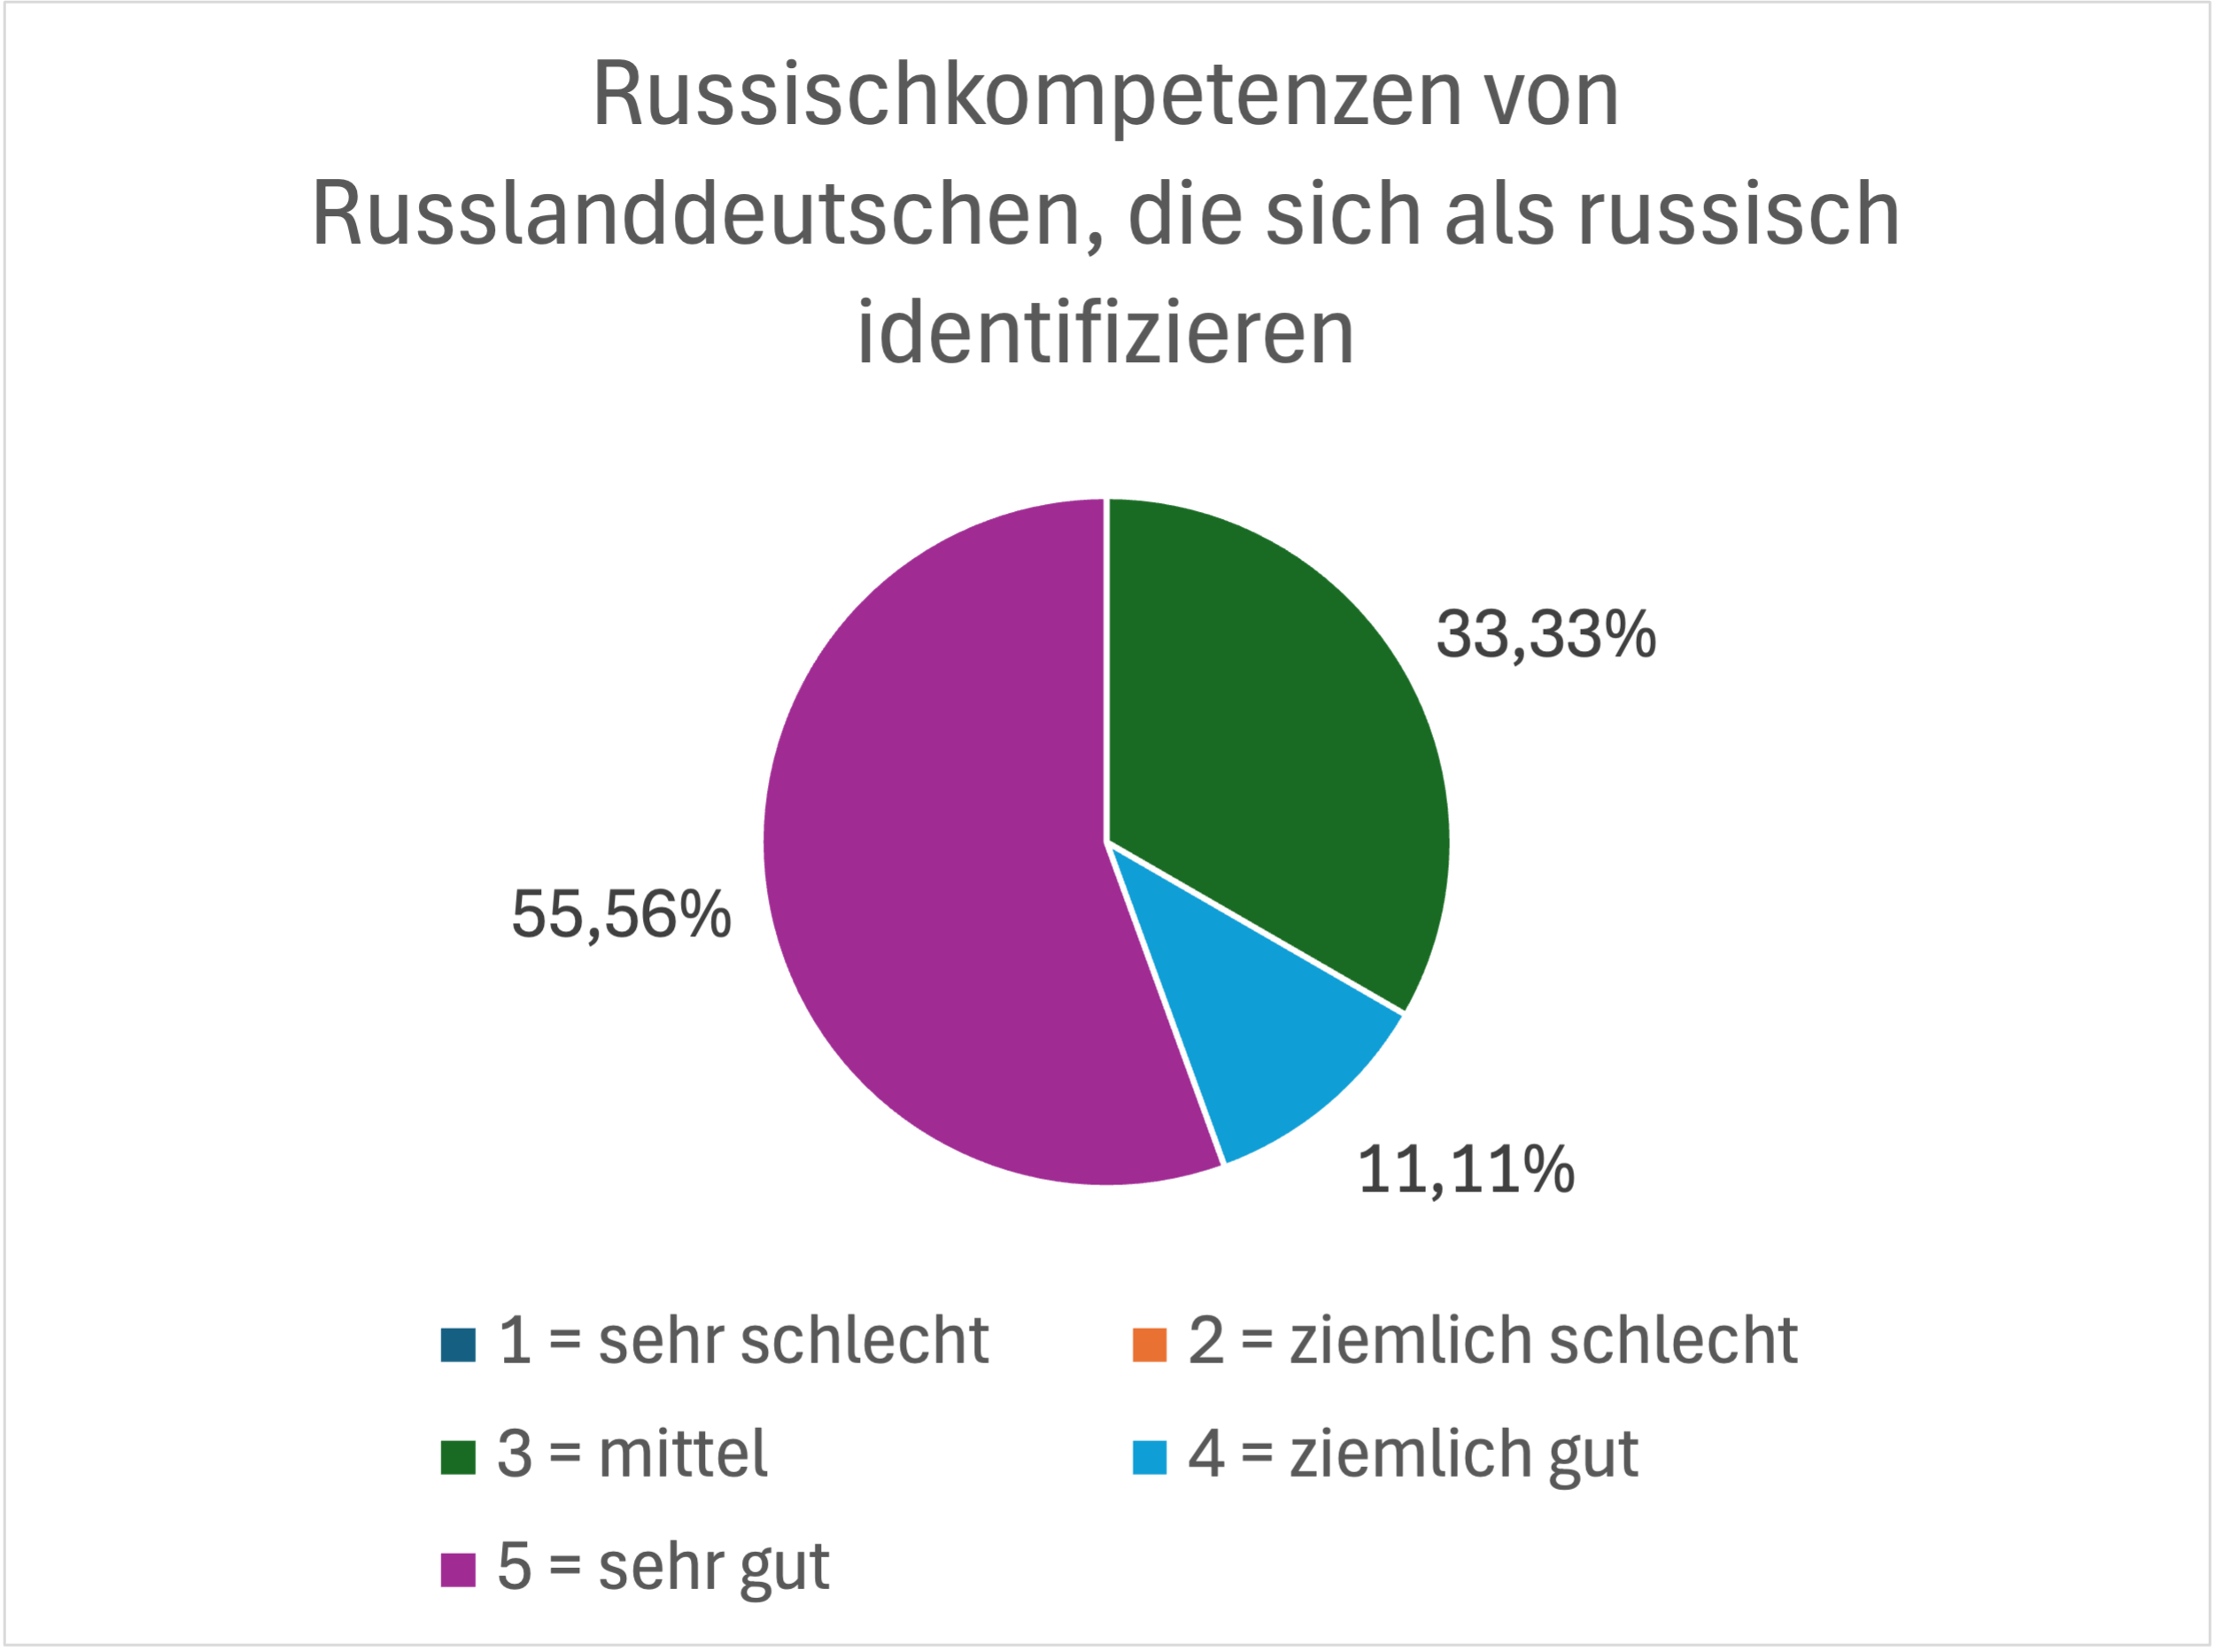 Russischkompetenzen von
Russlanddeutschen, die sich als russisch
identifizieren
33,33%
55,56%
11,11%
1 = sehr schlecht
2 = ziemlich schlecht
3 = mittel
4 = ziemlich gut
5 = sehr gut